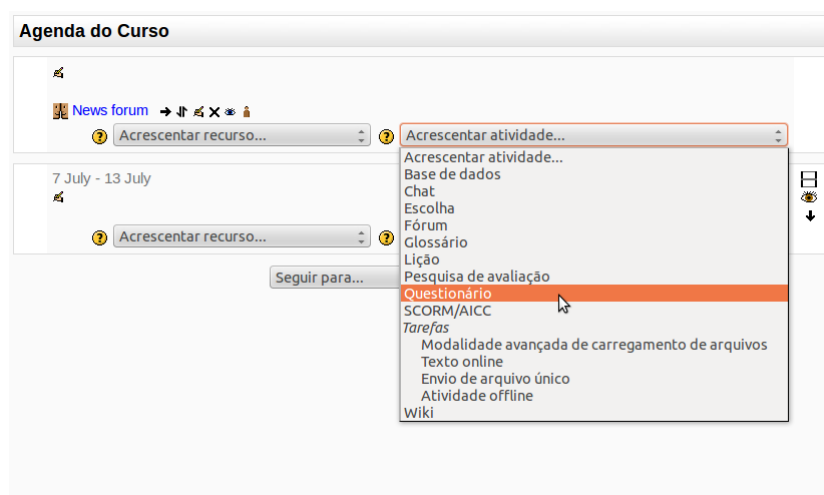 Agenda do Curso
News forum
Acrescentar recurso... Acrescentar atividade...
Acrescentar atividade...
Base de dados
Chat
Escolha
Fórum
Glossário
Lição
Pesquisa de avaliação
Questionário
SCORM/AICC
Tarefas
Modalidade avançada de carregamento de arquivos
Texto online
Envio de arquivo único
Atividade offline
Wiki
7 July - 13 July
Acrescentar recurso...
Seguir para...